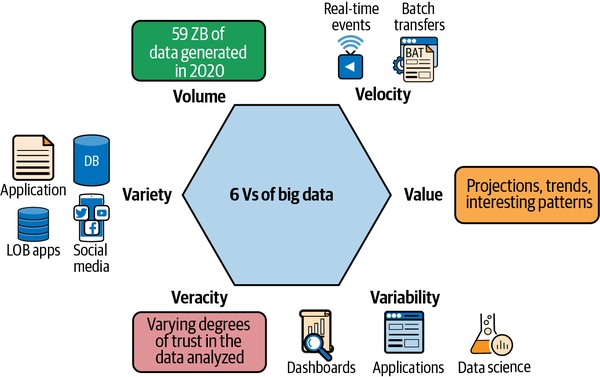 59 ZB of
data generated
in 2020
Volume
Real-time
events
Batch
transfers
BAT
Velocity
Application
DB
LOB apps
Social
media
Variety
6 Vs of big data
Value
Projections, trends,
interesting patterns
Veracity
Varying degrees
of trust in the
data analyzed
Variability
Dashboards
Applications
Data science